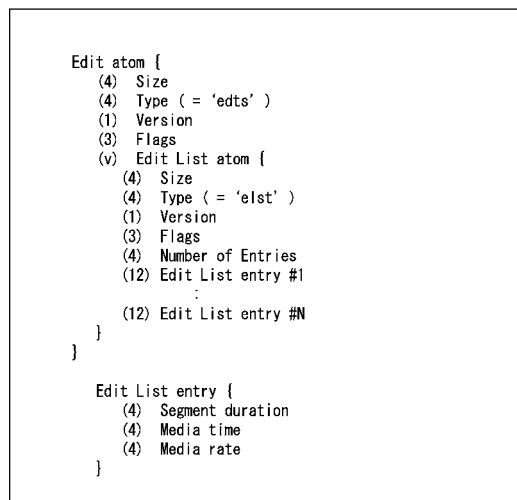 Edit atom {
(4) Size
(4) Type ( = ‘edts’ )
(1) Version
(3) Flags
(v) Edit List atom {
(4) Size
(4) Type ( = ‘elst’ )
(1) Version
(3) Flags
(4) Number of Entries
(12) Edit List entry #1
:
(12) Edit List entry #N
}
}
Edit List entry {
(4) Segment duration
(4) Media time
(4) Media rate
}